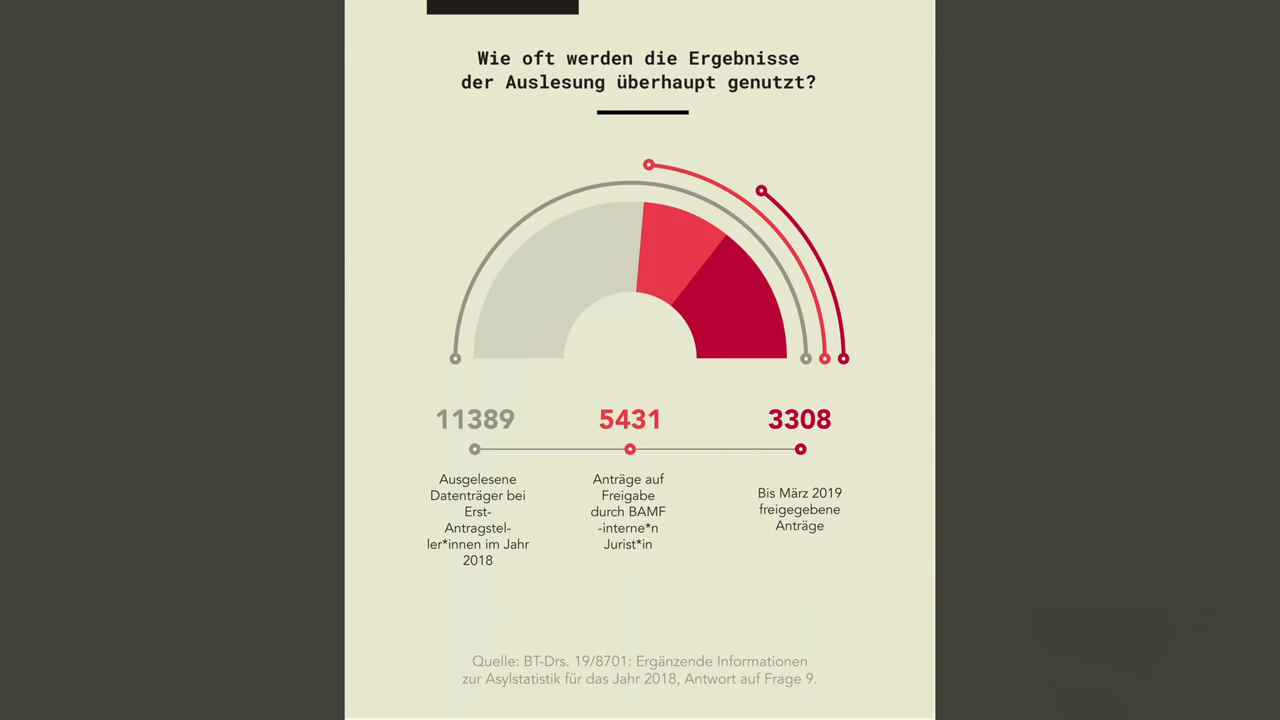 Wie oft werden die Ergebnisse
der Auslesung überhaupt genutzt?
11389
Ausgelesene
Datenträger bei
Erst-
Antragstel-
ler*innen im Jahr
2018
5431
Anträge auf
Freigabe
durch BAMF
-interne*n
Jurist*in
3308
Bis März 2019
freigegebene
Anträge
Quelle: BT-Drs. 19/8701: Ergänzende Informationen
zur Asylstatistik für das Jahr 2018, Antwort auf Frage 9.